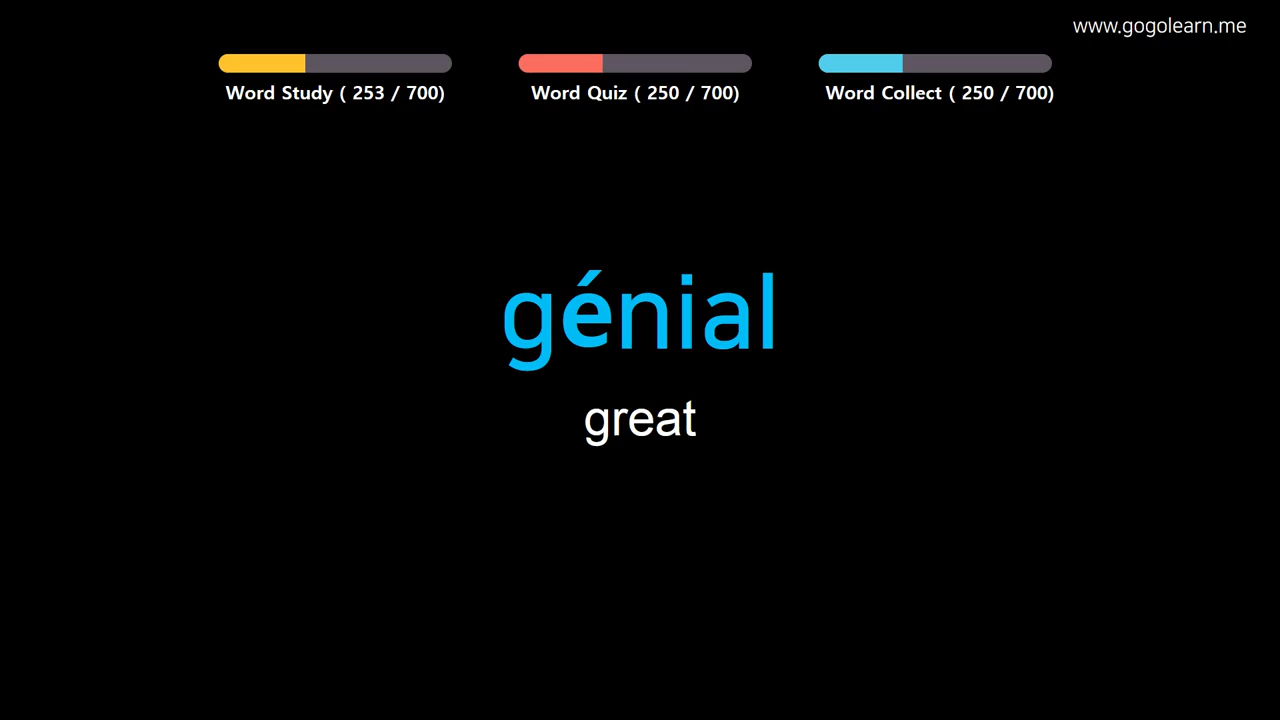 www.gogolearn.me
Word Study ( 253 / 700)
Word Quiz ( 250 / 700)
Word Collect ( 250 / 700)
génial
great